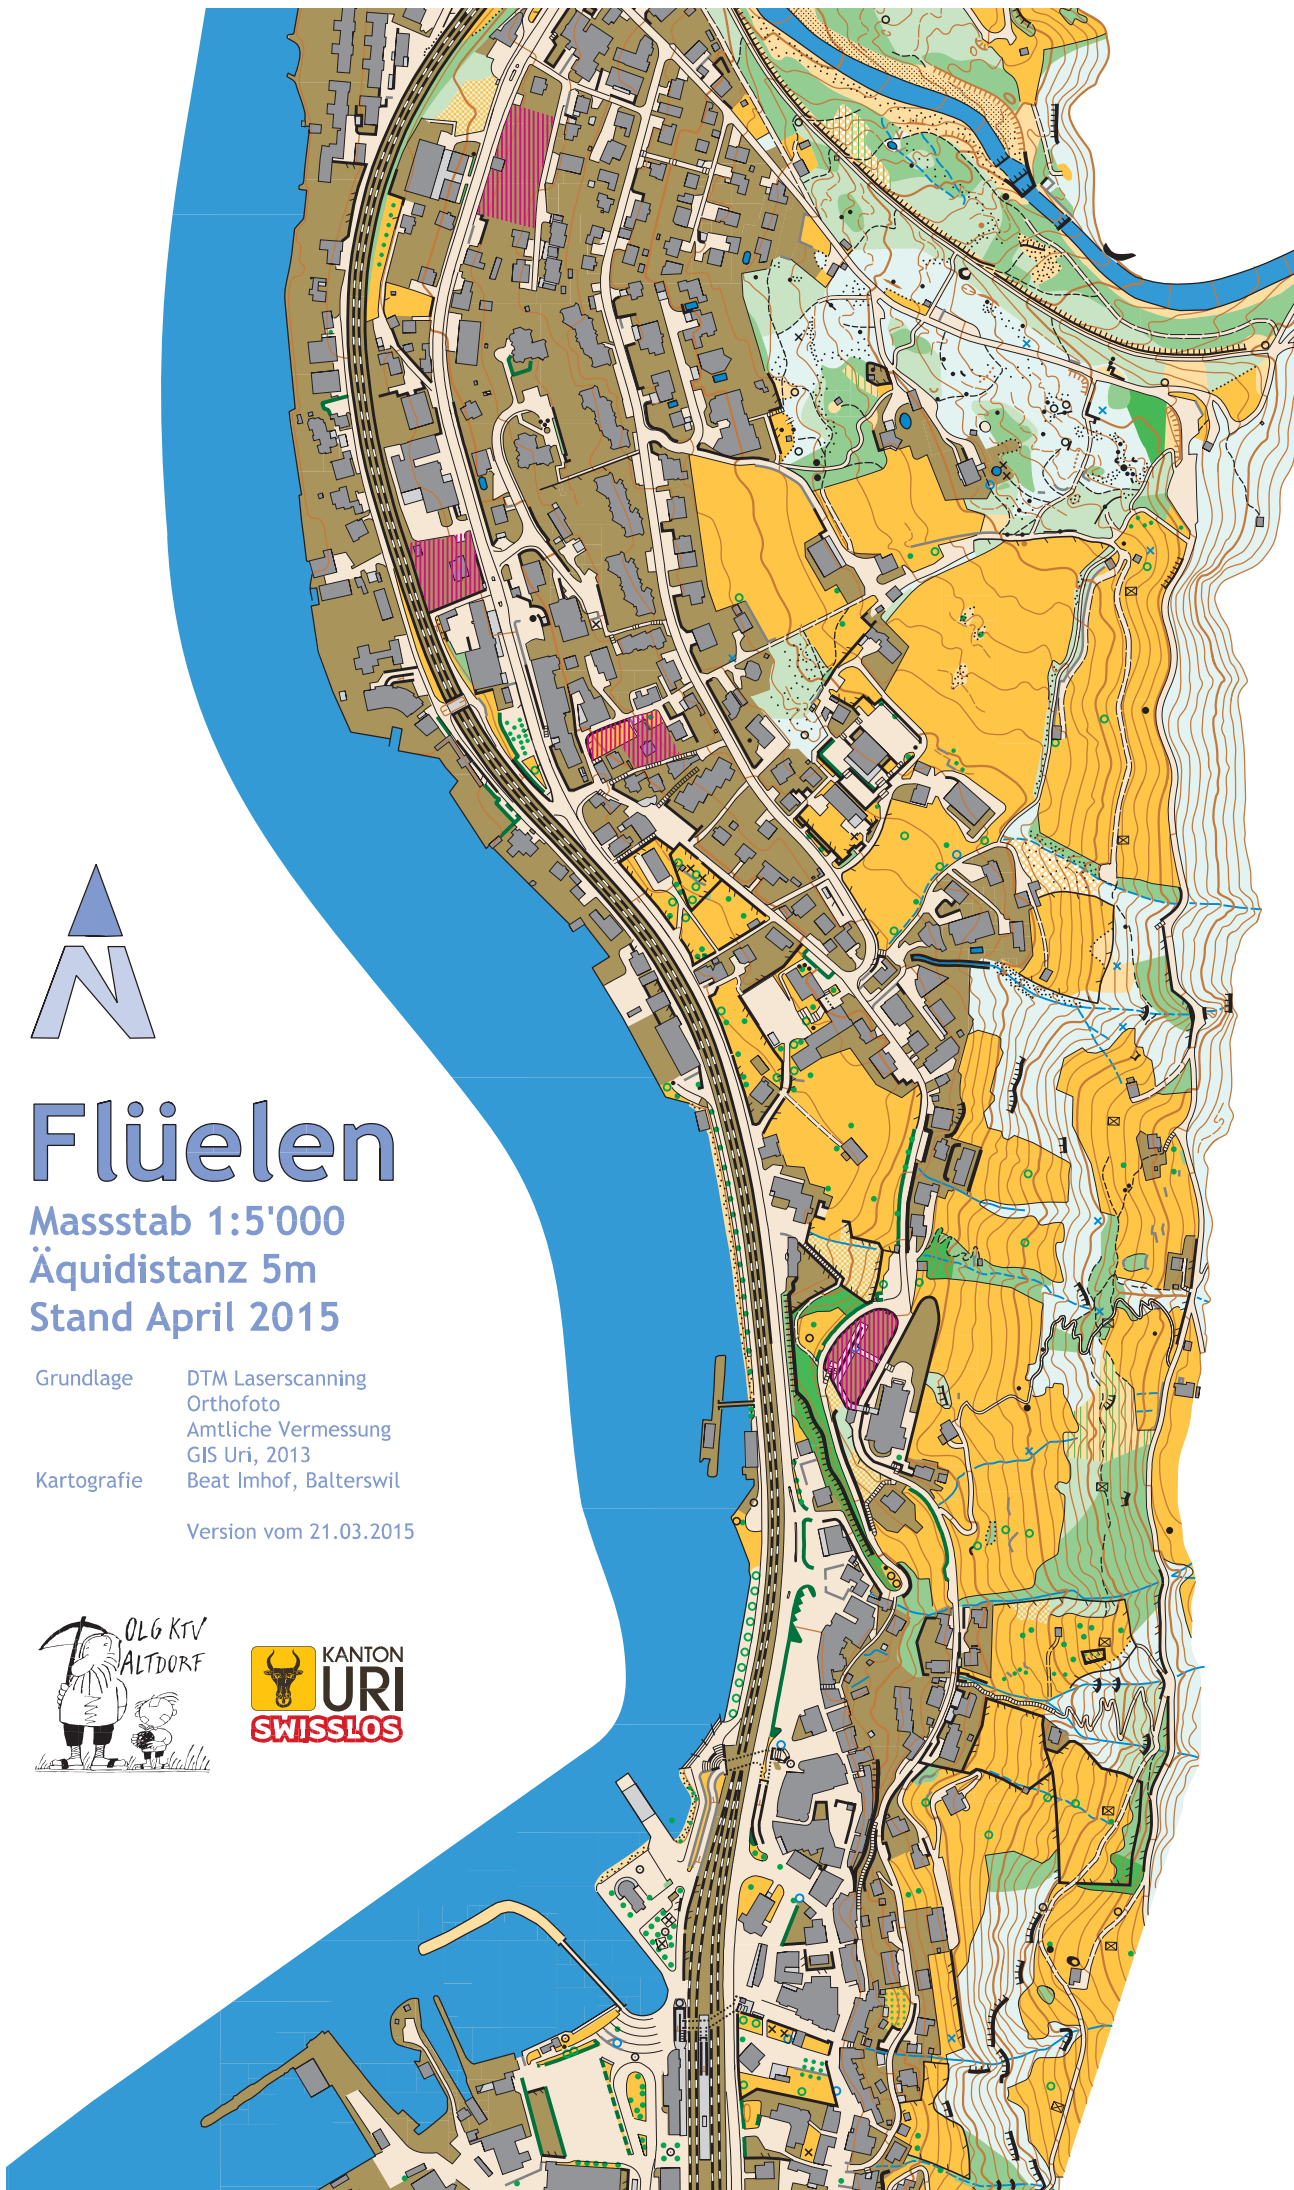 N
Flüelen
Massstab 1:5'000
Äquidistanz 5m
Stand April 2015
Grundlage DTM Laserscanning
Orthofoto
Amtliche Vermessung
GIS Uri, 2013
Kartografie Beat Imhof, Balterswil
Version vom 21.03.2015
OLG KTV
ALTDORF
KANTON
URI
SWISSLOS